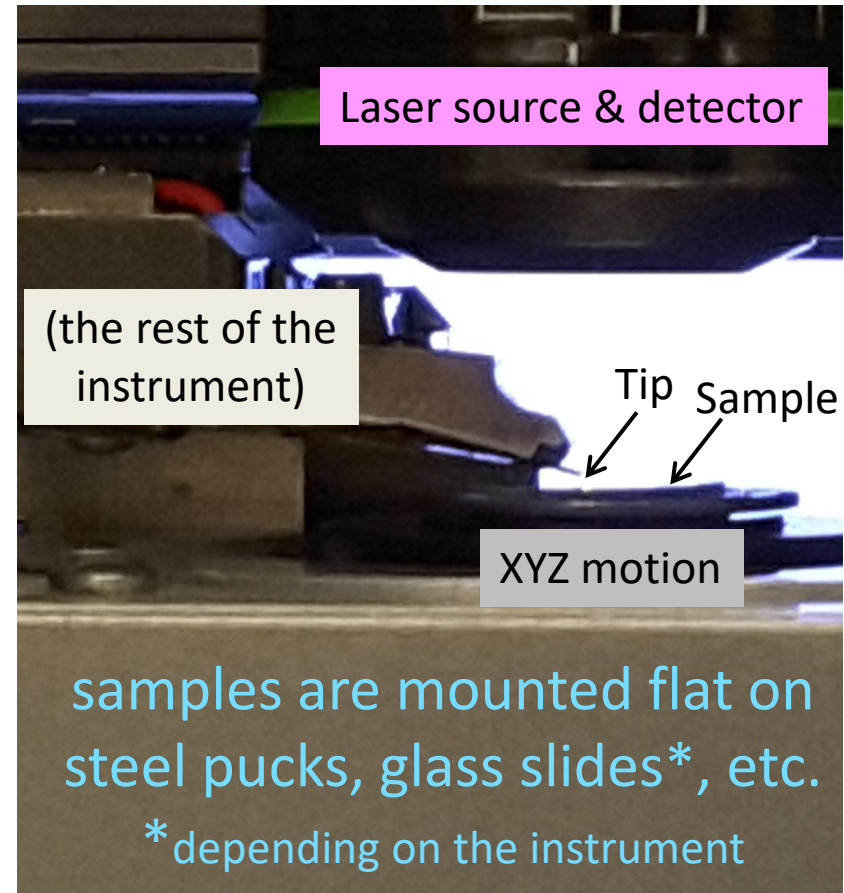 Laser source & detector
(the rest of the
instrument)
Tip
Sample
XYZ motion
samples are mounted flat on
steel pucks, glass slides*, etc.
*depending on the instrument